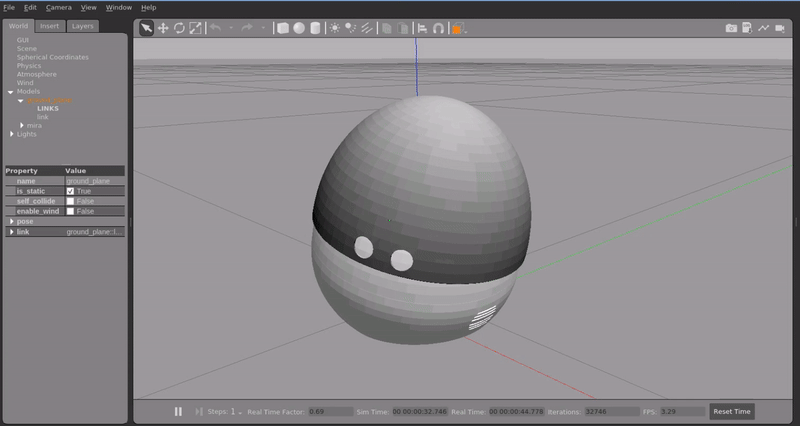 File Edit Camera View Window Help
World Insert Layers
GUI
Scene
Spherical Coordinates
Physics
Atmosphere
Wind
Models
LINKS
link
mira
Lights
Property Value
name ground_plane
is_static True
self_collide False
enable_wind False
pose
link ground_plane::l...
Steps: 1 Real Time Factor: 0.69 Sim Time: 00 00:00:32.746 Real Time: 00 00:00:44.778 Iterations: 32746 FPS: 3.29 Reset Time